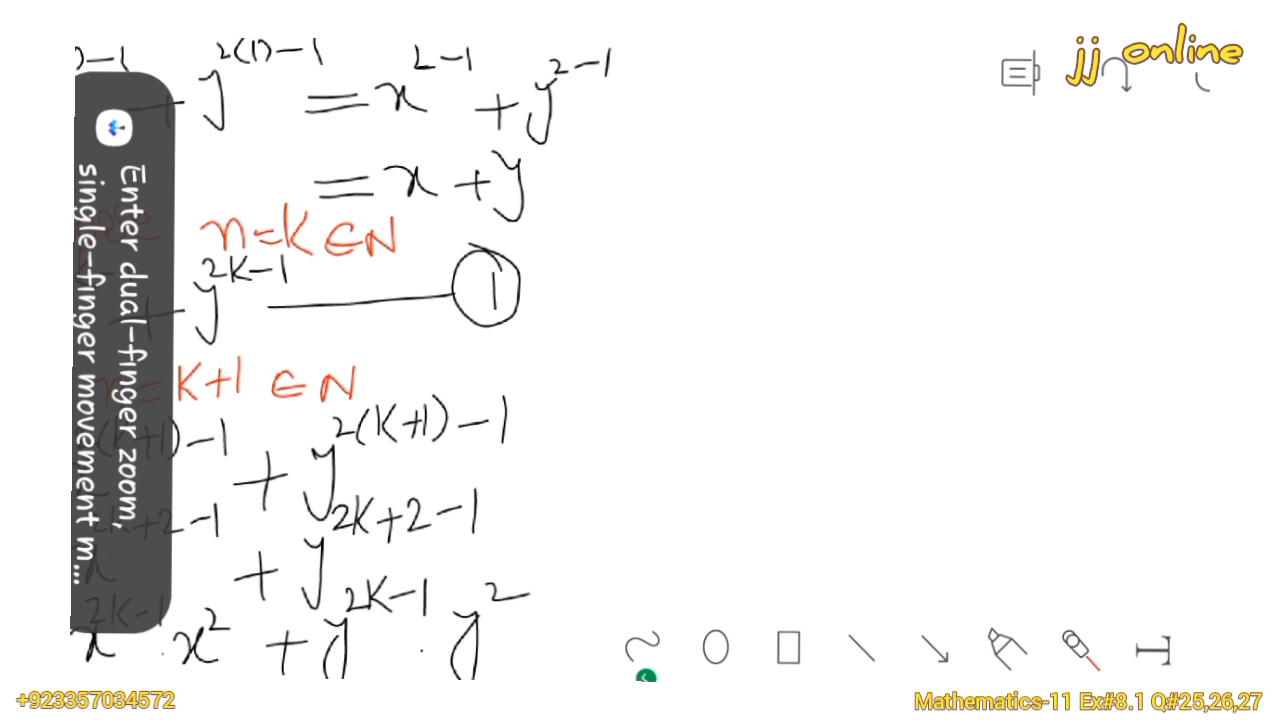 jj online
)-1 + y^{2(1)-1} = x^{2-1} + y^{2-1}
= x + y
n=K ∈N
+ y^{2K-1} ——— ①
n= K+1 ∈ N
(K+1)-1 + y^{2(K+1)-1}
x^{2K+2-1} + y^{2K+2-1}
x^{2K-1} . x^2 + y^{2K-1} . y^2
Enter dual-finger zoom,
single-finger movement m...
+923357034572
Mathematics-11 Ex#8.1 Q#25,26,27